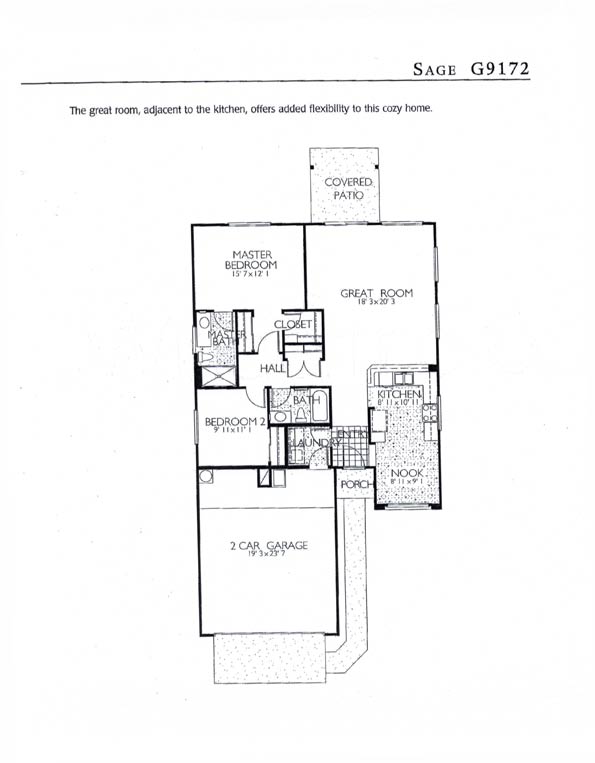 SAGE G9172
The great room, adjacent to the kitchen, offers added flexibility to this cozy home.
COVERED
PATIO
MASTER
BEDROOM
15' 7 x 12' 1
GREAT ROOM
18' 3 x 20' 3
CLOSET
MASTER
BATH
HALL
KITCHEN
8' 11 x 10' 11
BATH
BEDROOM 2
9' 11 x 11' 1
ENTRY
LAUNDRY
NOOK
8' 11 x 9' 1
PORCH
2 CAR GARAGE
19' 3 x 23' 7